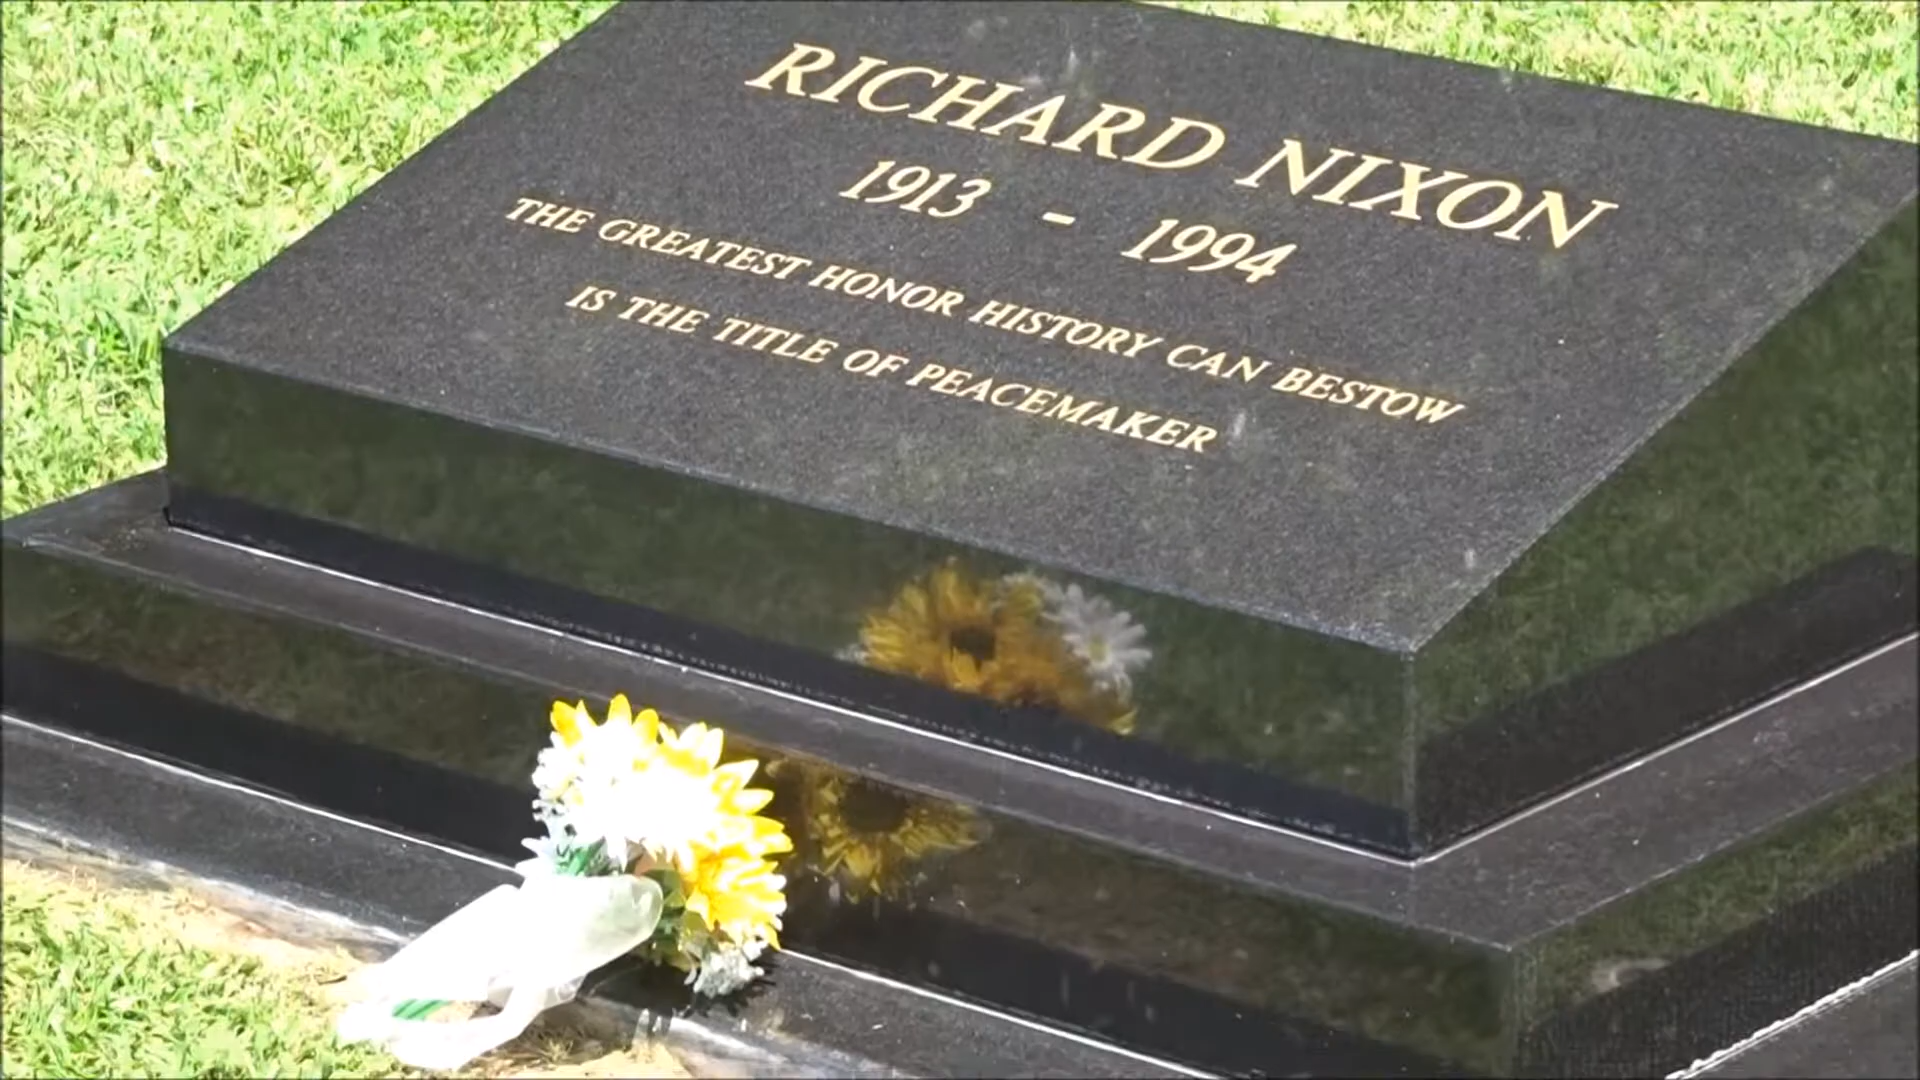 RICHARD NIXON
1913 - 1994
THE GREATEST HONOR HISTORY CAN BESTOW
IS THE TITLE OF PEACEMAKER